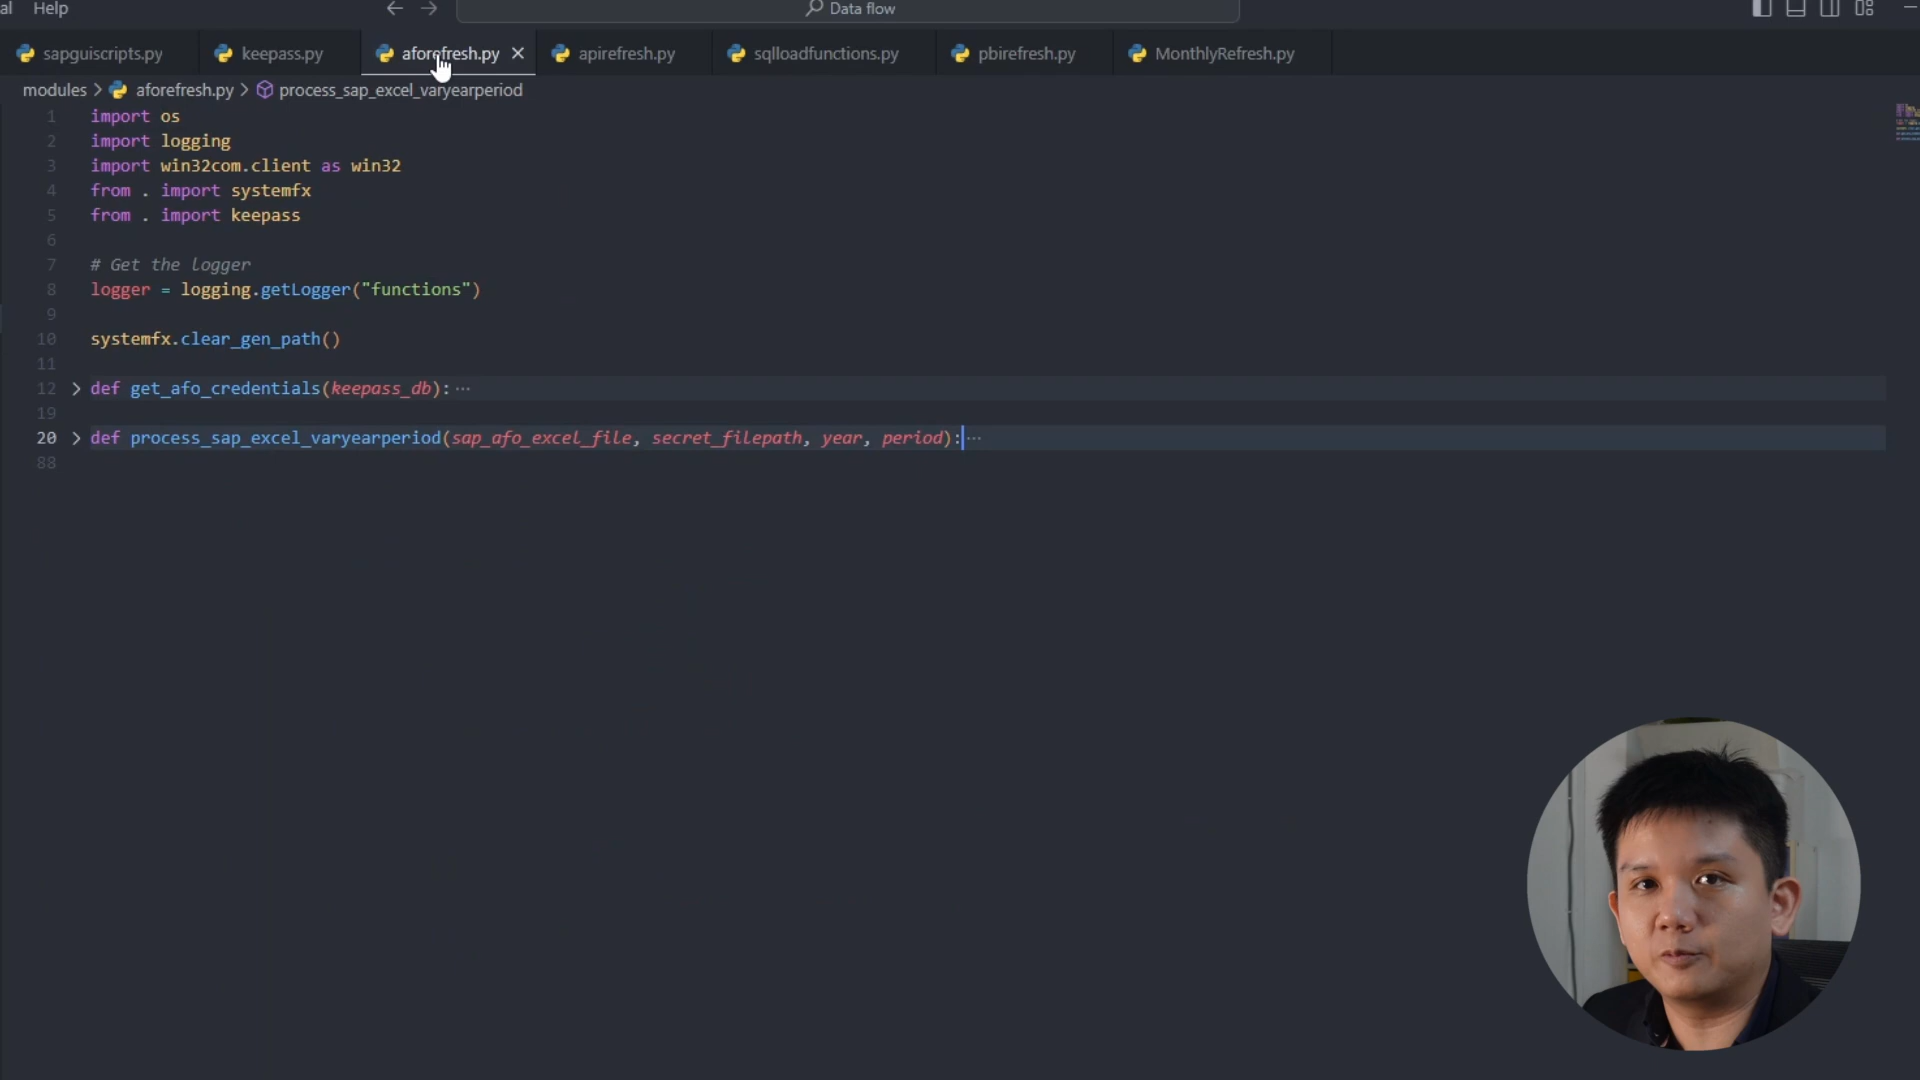 al Help Data flow
sapguiscripts.py keepass.py aforefresh.py apirefresh.py sqlloadfunctions.py pbirefresh.py MonthlyRefresh.py
modules > aforefresh.py > process_sap_excel_varyearperiod
1 import os
2 import logging
3 import win32com.client as win32
4 from . import systemfx
5 from . import keepass
6
7 # Get the logger
8 logger = logging.getLogger("functions")
9
10 systemfx.clear_gen_path()
11
12 def get_afo_credentials(keepass_db): ···
19
20 def process_sap_excel_varyearperiod(sap_afo_excel_file, secret_filepath, year, period): ···
88